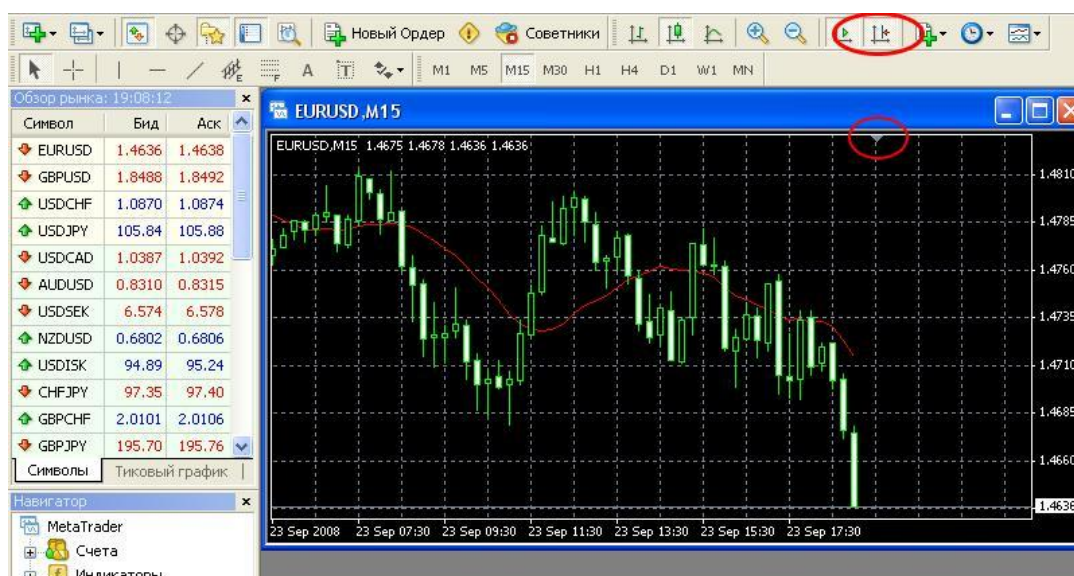 Новый Ордер Советники
E F A T M1 M5 M15 M30 H1 H4 D1 W1 MN
Обзор рынка: 19:08:12
Символ Бид Аск
EURUSD 1.4636 1.4638
GBPUSD 1.8488 1.8492
USDCHF 1.0870 1.0874
USDJPY 105.84 105.88
USDCAD 1.0387 1.0392
AUDUSD 0.8310 0.8315
USDSEK 6.574 6.578
NZDUSD 0.6802 0.6806
USDISK 94.89 95.24
CHFJPY 97.35 97.40
GBPCHF 2.0101 2.0106
GBPJPY 195.70 195.76
Символы Тиковый график
Навигатор
MetaTrader
Счета
Индикаторы
EURUSD,M15
EURUSD,M15 1.4675 1.4678 1.4636 1.4636
1.4810
1.4785
1.4760
1.4735
1.4710
1.4685
1.4660
1.4636
23 Sep 2008 23 Sep 07:30 23 Sep 09:30 23 Sep 11:30 23 Sep 13:30 23 Sep 15:30 23 Sep 17:30